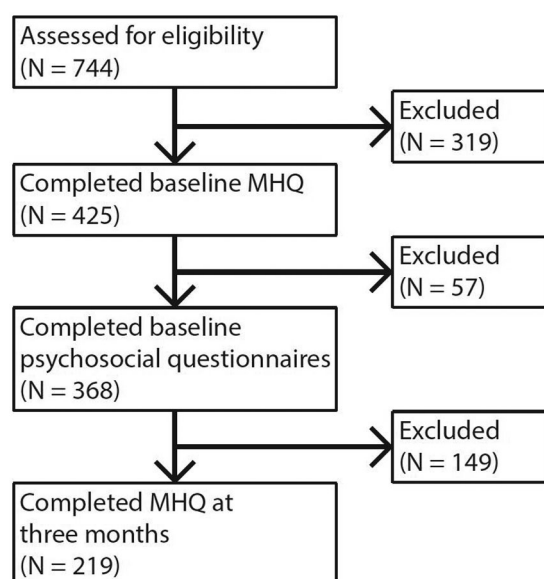 Assessed for eligibility
(N = 744)
Excluded
(N = 319)
Completed baseline MHQ
(N = 425)
Excluded
(N = 57)
Completed baseline
psychosocial questionnaires
(N = 368)
Excluded
(N = 149)
Completed MHQ at
three months
(N = 219)